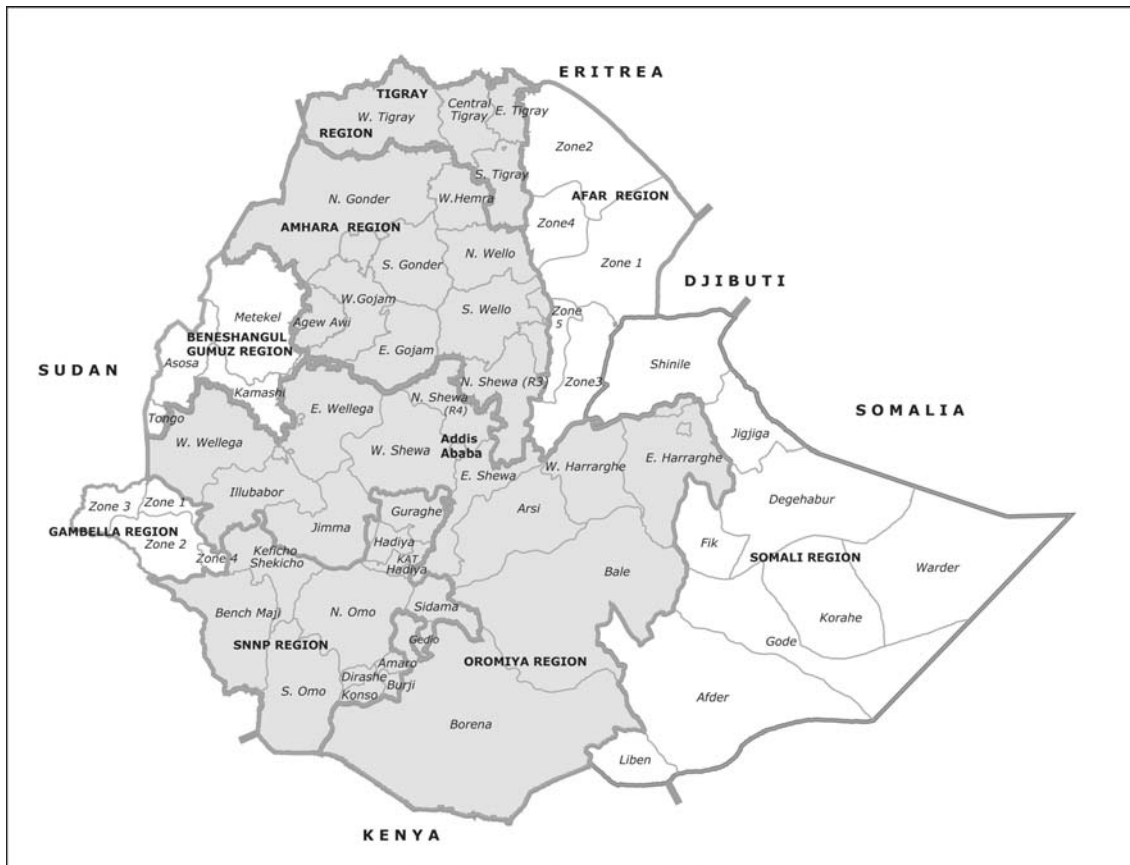 ERITREA
TIGRAY
REGION
W. Tigray
Central
Tigray
E. Tigray
S. Tigray
Zone2
AFAR REGION
Zone4
Zone 1
Zone
5
Zone3
N. Gonder
W.Hemra
AMHARA REGION
S. Gonder
N. Wello
W.Gojam
S. Wello
Agew Awi
E. Gojam
N. Shewa (R3)
DJIBUTI
Metekel
BENESHANGUL
GUMUZ REGION
Asosa
Kamashi
Tongo
SUDAN
Shinile
SOMALIA
Jigjiga
E. Wellega
N. Shewa
(R4)
Addis
Ababa
W. Wellega
W. Shewa
E. Shewa
W. Harrarghe
E. Harrarghe
Illubabor
Jimma
Arsi
Guraghe
Hadiya
KAT
Hadiya
Degehabur
Fik
SOMALI REGION
Warder
Korahe
Gode
Afder
Liben
Zone 3
Zone 1
GAMBELLA REGION
Zone 2
Zone 4
Keficho
Shekicho
Bale
Bench Maji
N. Omo
Sidama
SNNP REGION
Gedio
Amaro
Dirashe
Burji
Konso
S. Omo
OROMIYA REGION
Borena
KENYA